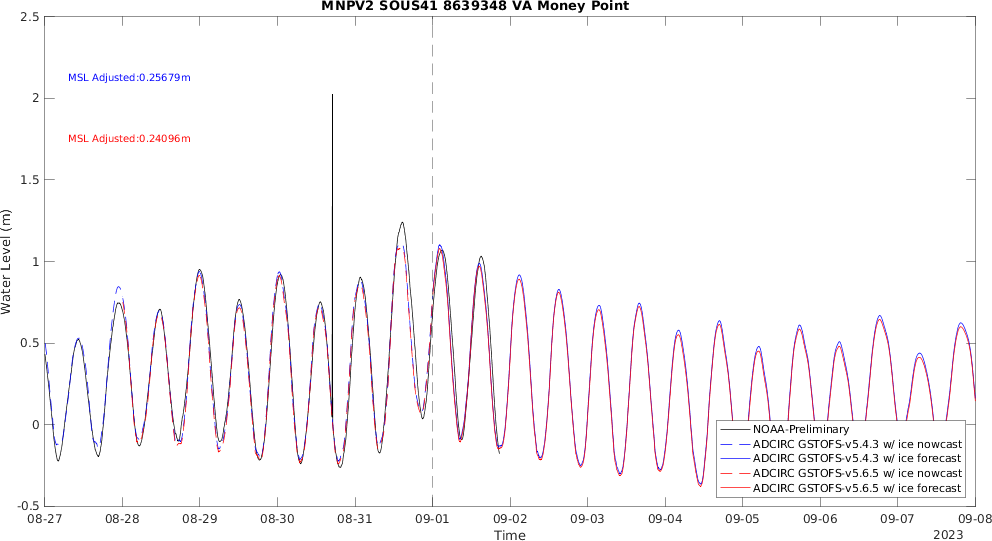 MNPV2 SOUS41 8639348 VA Money Point
2.5
MSL Adjusted:0.25679m
2
MSL Adjusted:0.24096m
1.5
Water Level (m)
1
0.5
0
NOAA-Preliminary
ADCIRC GSTOFS-v5.4.3 w/ ice nowcast
ADCIRC GSTOFS-v5.4.3 w/ ice forecast
ADCIRC GSTOFS-v5.6.5 w/ ice nowcast
ADCIRC GSTOFS-v5.6.5 w/ ice forecast
-0.5
08-27 08-28 08-29 08-30 08-31 09-01 09-02 09-03 09-04 09-05 09-06 09-07 09-08
Time
2023